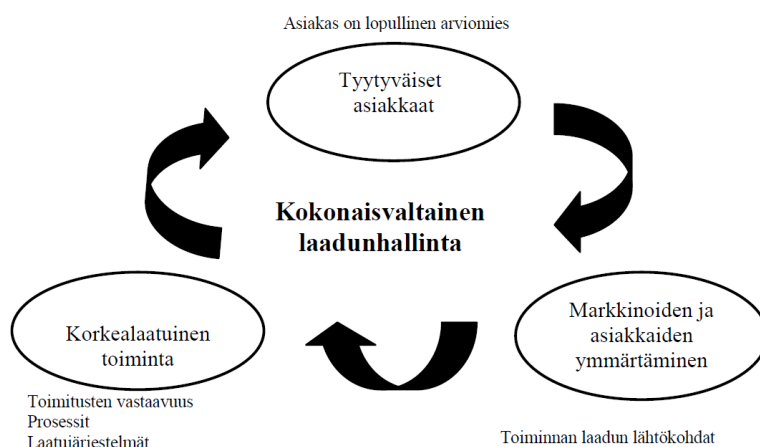 Asiakas on lopullinen arviomies
Tyytyväiset
asiakkaat
Kokonaisvaltainen
laadunhallinta
Korkealaatuinen
toiminta
Markkinoiden ja
asiakkaiden
ymmärtäminen
Toimitusten vastaavuus
Prosessit
Laatujärjestelmät
Toiminnan laadun lähtökohdat